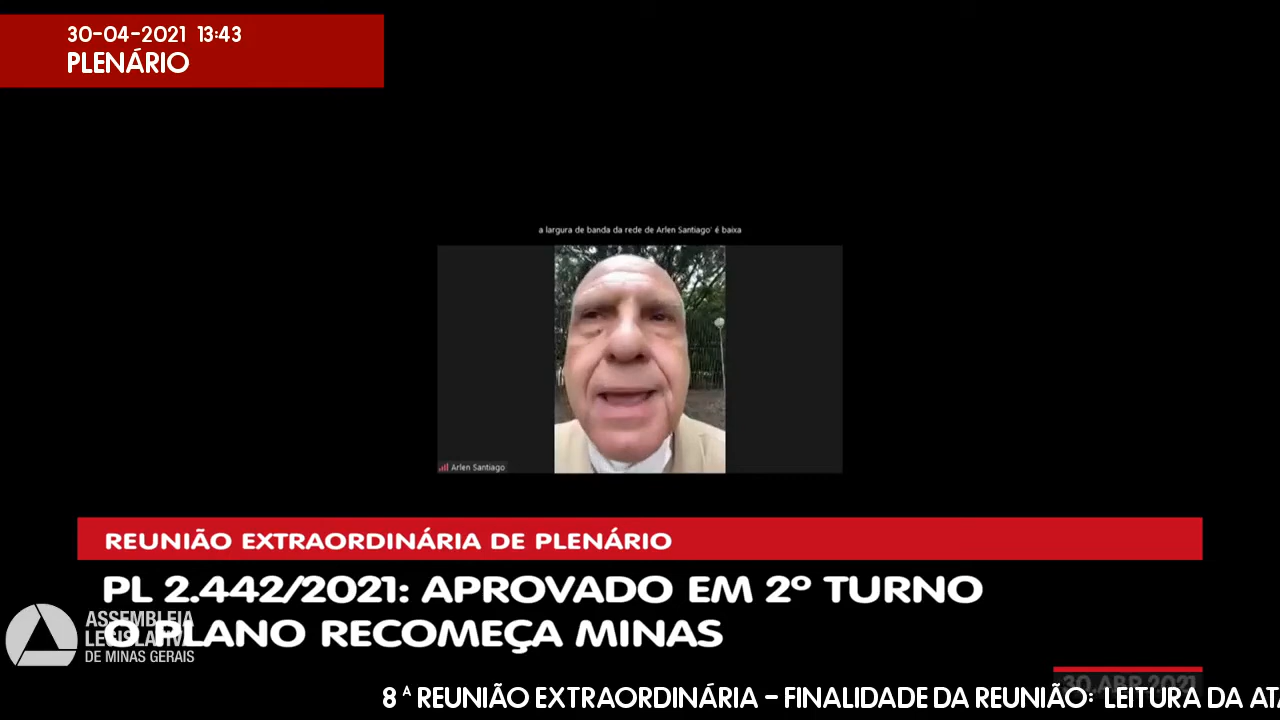 30-04-2021 13:43
PLENÁRIO
a largura de banda da rede de Arlen Santiago' é baixa
Arlen Santiago
REUNIÃO EXTRAORDINÁRIA DE PLENÁRIO
PL 2.442/2021: APROVADO EM 2º TURNO
O PLANO RECOMEÇA MINAS
ASSEMBLEIA
LEGISLATIVA
DE MINAS GERAIS
30 ABR 2021
8ª REUNIÃO EXTRAORDINÁRIA – FINALIDADE DA REUNIÃO: LEITURA DA AT